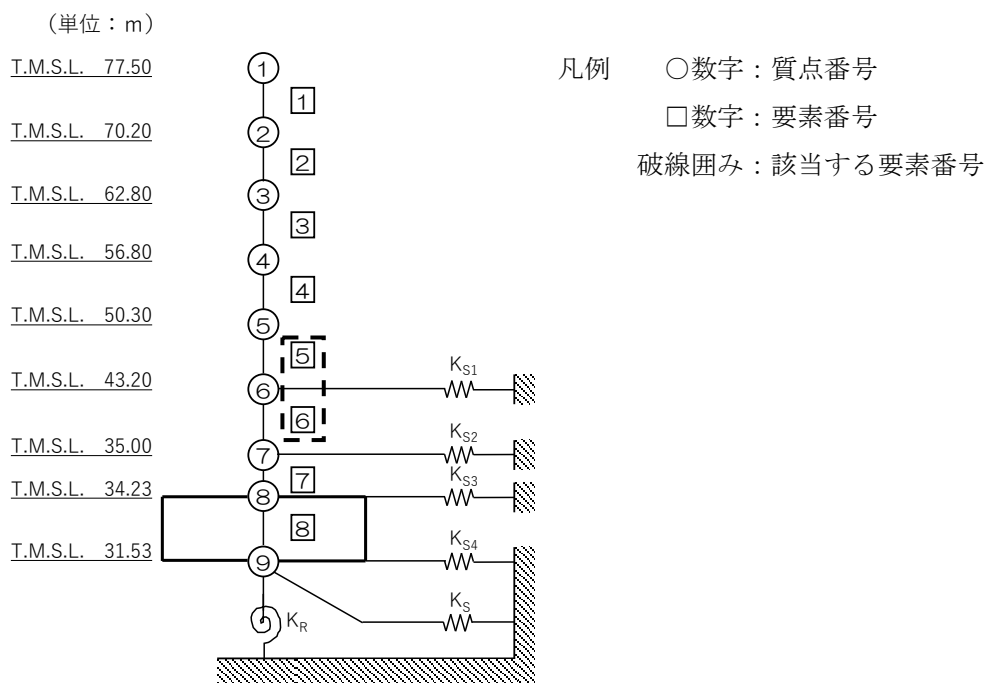 （単位：m）
T.M.S.L. 77.50 ① 1
凡例 ○数字：質点番号
□数字：要素番号
破線囲み：該当する要素番号
T.M.S.L. 70.20 ② 2
T.M.S.L. 62.80 ③ 3
T.M.S.L. 56.80 ④ 4
T.M.S.L. 50.30 ⑤ 5
T.M.S.L. 43.20 ⑥ 6 KS1
T.M.S.L. 35.00 ⑦ 7 KS2
T.M.S.L. 34.23 ⑧ 8 KS3
T.M.S.L. 31.53 ⑨ KS4
KR KS